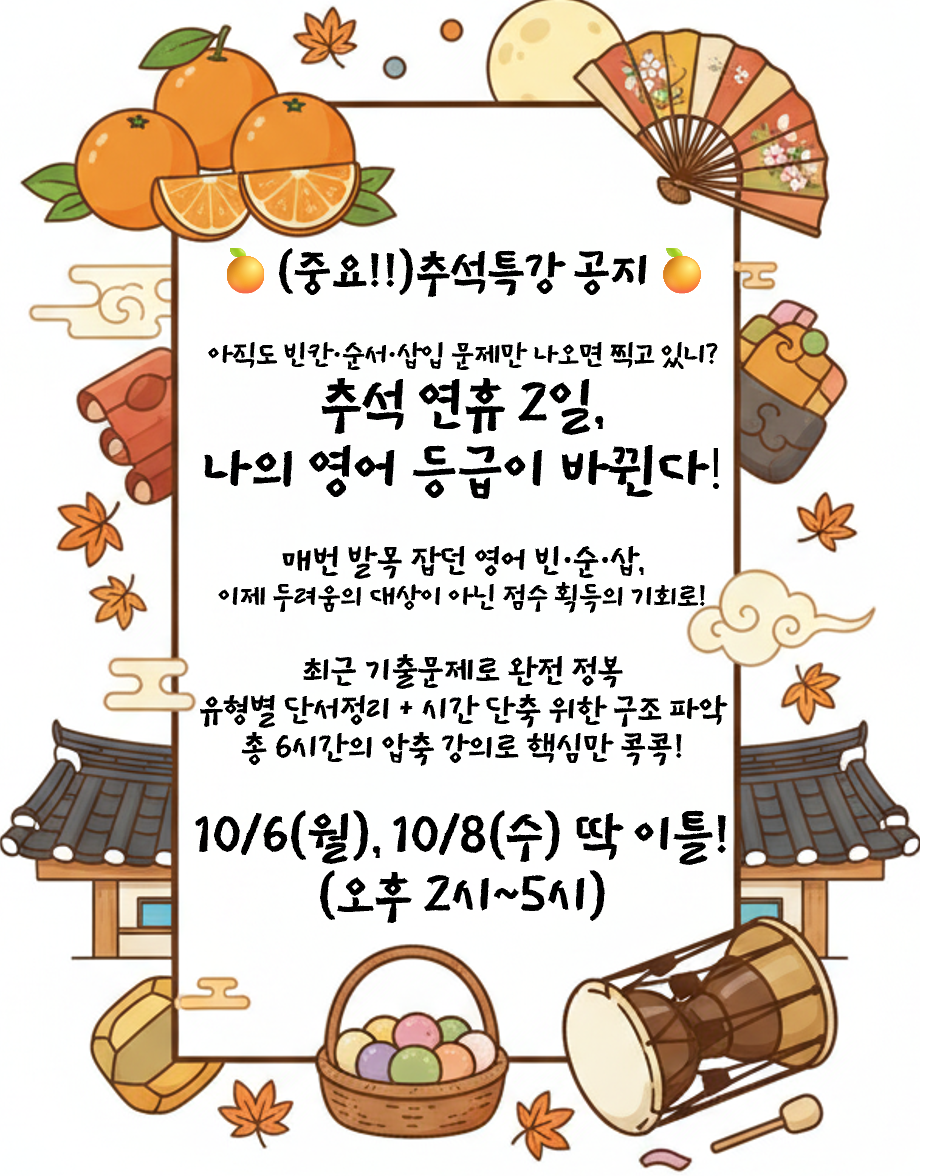 🍊 (중요!!)추석특강 공지 🍊
아직도 빈칸·순서·삽입 문제만 나오면 찍고 있니?
추석 연휴 2일,
나의 영어 등급이 바뀐다!
매번 발목 잡던 영어 빈·순·삽,
이제 두려움의 대상이 아닌 점수 획득의 기회로!
최근 기출문제로 완전 정복
유형별 단서정리 + 시간 단축 위한 구조 파악
총 6시간의 압축 강의로 핵심만 콕콕!
10/6(월), 10/8(수) 딱 이틀!
(오후 2시~5시)